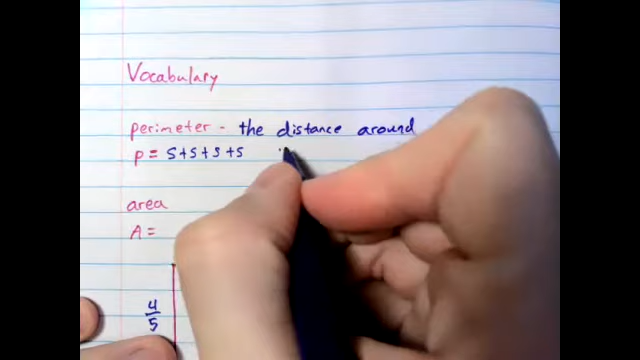 Vocabulary
perimeter - the distance around
p = s+s+s+s
area
A =
4/5